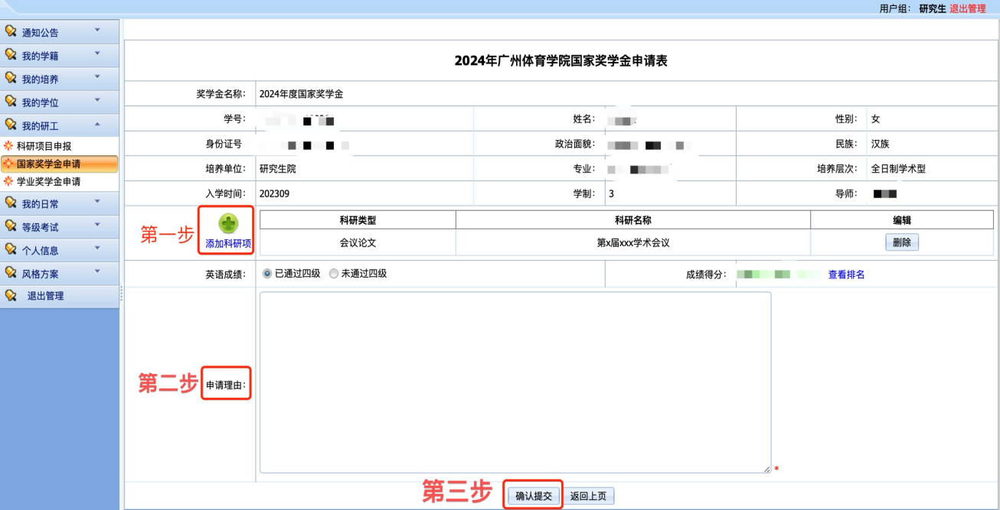 用户组： 研究生 退出管理
通知公告
我的学籍
我的培养
我的学位
我的研工
科研项目申报
国家奖学金申请
学业奖学金申请
我的日常
等级考试
个人信息
风格方案
退出管理
2024年广州体育学院国家奖学金申请表
奖学金名称： 2024年度国家奖学金
学号： 姓名： 性别： 女
身份证号 政治面貌： 民族： 汉族
培养单位： 研究生院 专业： 培养层次： 全日制学术型
入学时间： 202309 学制： 3 导师：
第一步 添加科研项 科研类型 科研名称 编辑
会议论文 第x届xxx学术会议 删除
英语成绩： 已通过四级 未通过四级 成绩得分： 查看排名
第二步 申请理由：
*
第三步 确认提交 返回上页